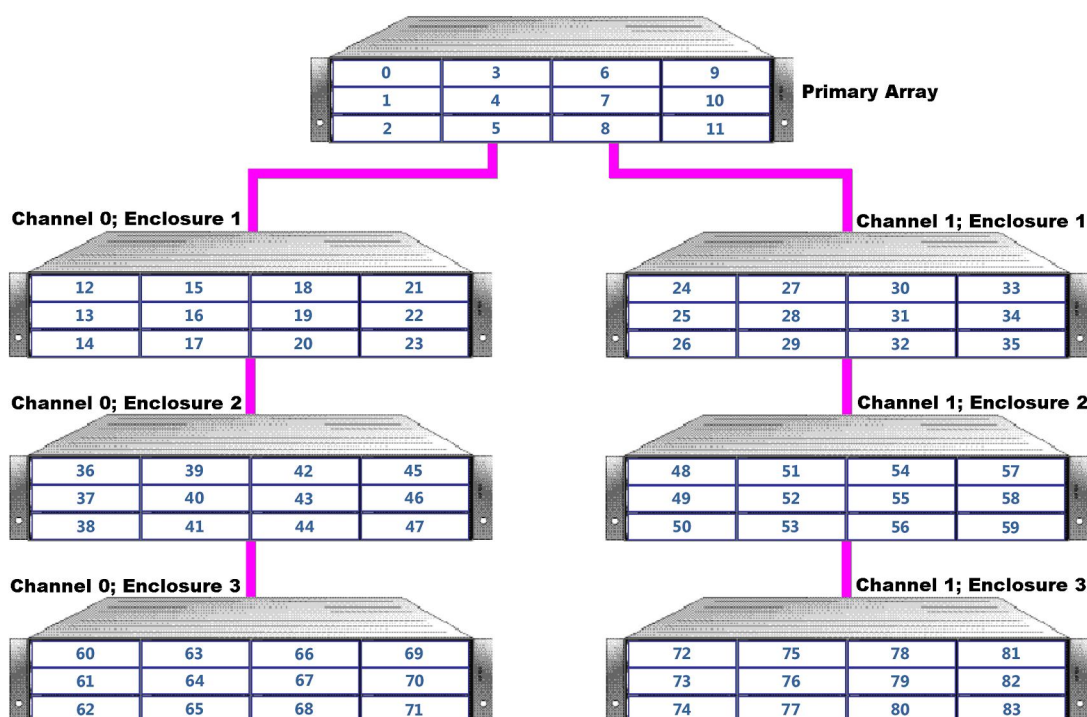 0 3 6 9
Primary Array
1 4 7 10
2 5 8 11
Channel 0; Enclosure 1
Channel 1; Enclosure 1
12 15 18 21
13 16 19 22
14 17 20 23
24 27 30 33
25 28 31 34
26 29 32 35
Channel 0; Enclosure 2
Channel 1; Enclosure 2
36 39 42 45
37 40 43 46
38 41 44 47
48 51 54 57
49 52 55 58
50 53 56 59
Channel 0; Enclosure 3
Channel 1; Enclosure 3
60 63 66 69
61 64 67 70
62 65 68 71
72 75 78 81
73 76 79 82
74 77 80 83